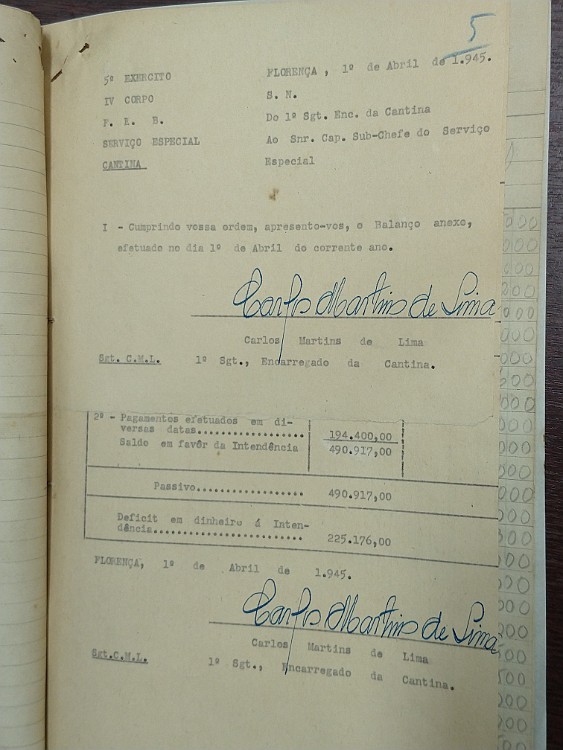 5
5º EXERCITO
IV CORPO
F. E. B.
SERVIÇO ESPECIAL
CANTINA
FLORENÇA, 1º de Abril de 1.945.
S. N.
Do 1º Sgt. Enc. da Cantina
Ao Snr. Cap. Sub-Chefe do Serviço
Especial
I - Cumprindo vossa ordem, apresento-vos, o Balanço anexo,
efetuado no dia 1º de Abril do corrente ano.
Carlos Martins de Lima
Carlos Martins de Lima
Sgt. C.M.L. 1º Sgt., Encarregado da Cantina.
2º - Pagamentos efetuados em di-
versas datas.................. 194.400,00
Saldo em favôr da Intendência 490.917,00
Passivo.................. 490.917,00
Deficit em dinheiro á Inten-
dência......................... 225.176,00
FLORENÇA, 1º de Abril de 1.945.
Carlos Martins de Lima
Carlos Martins de Lima
Sgt.C.M.L. 1º Sgt., Encarregado da Cantina.